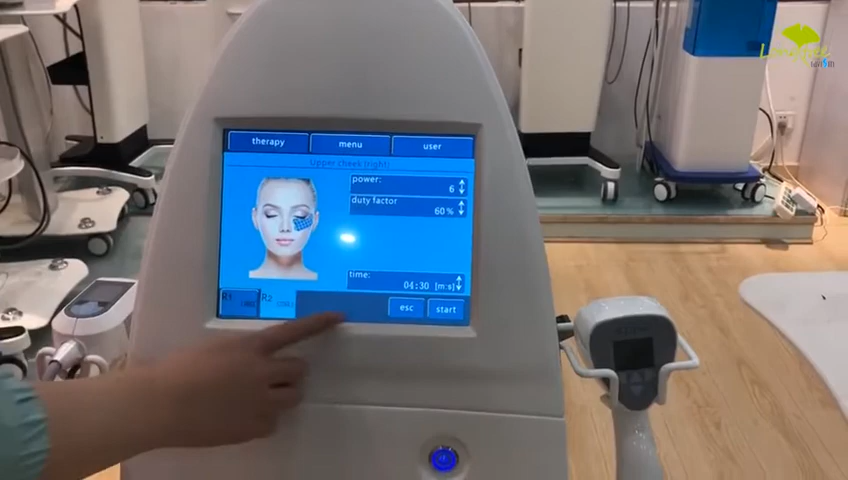 therapy
menu
user
Upper cheek (right)
power:
6
duty factor
60 %
time:
04:30 [m:s]
R1
R2
esc
start